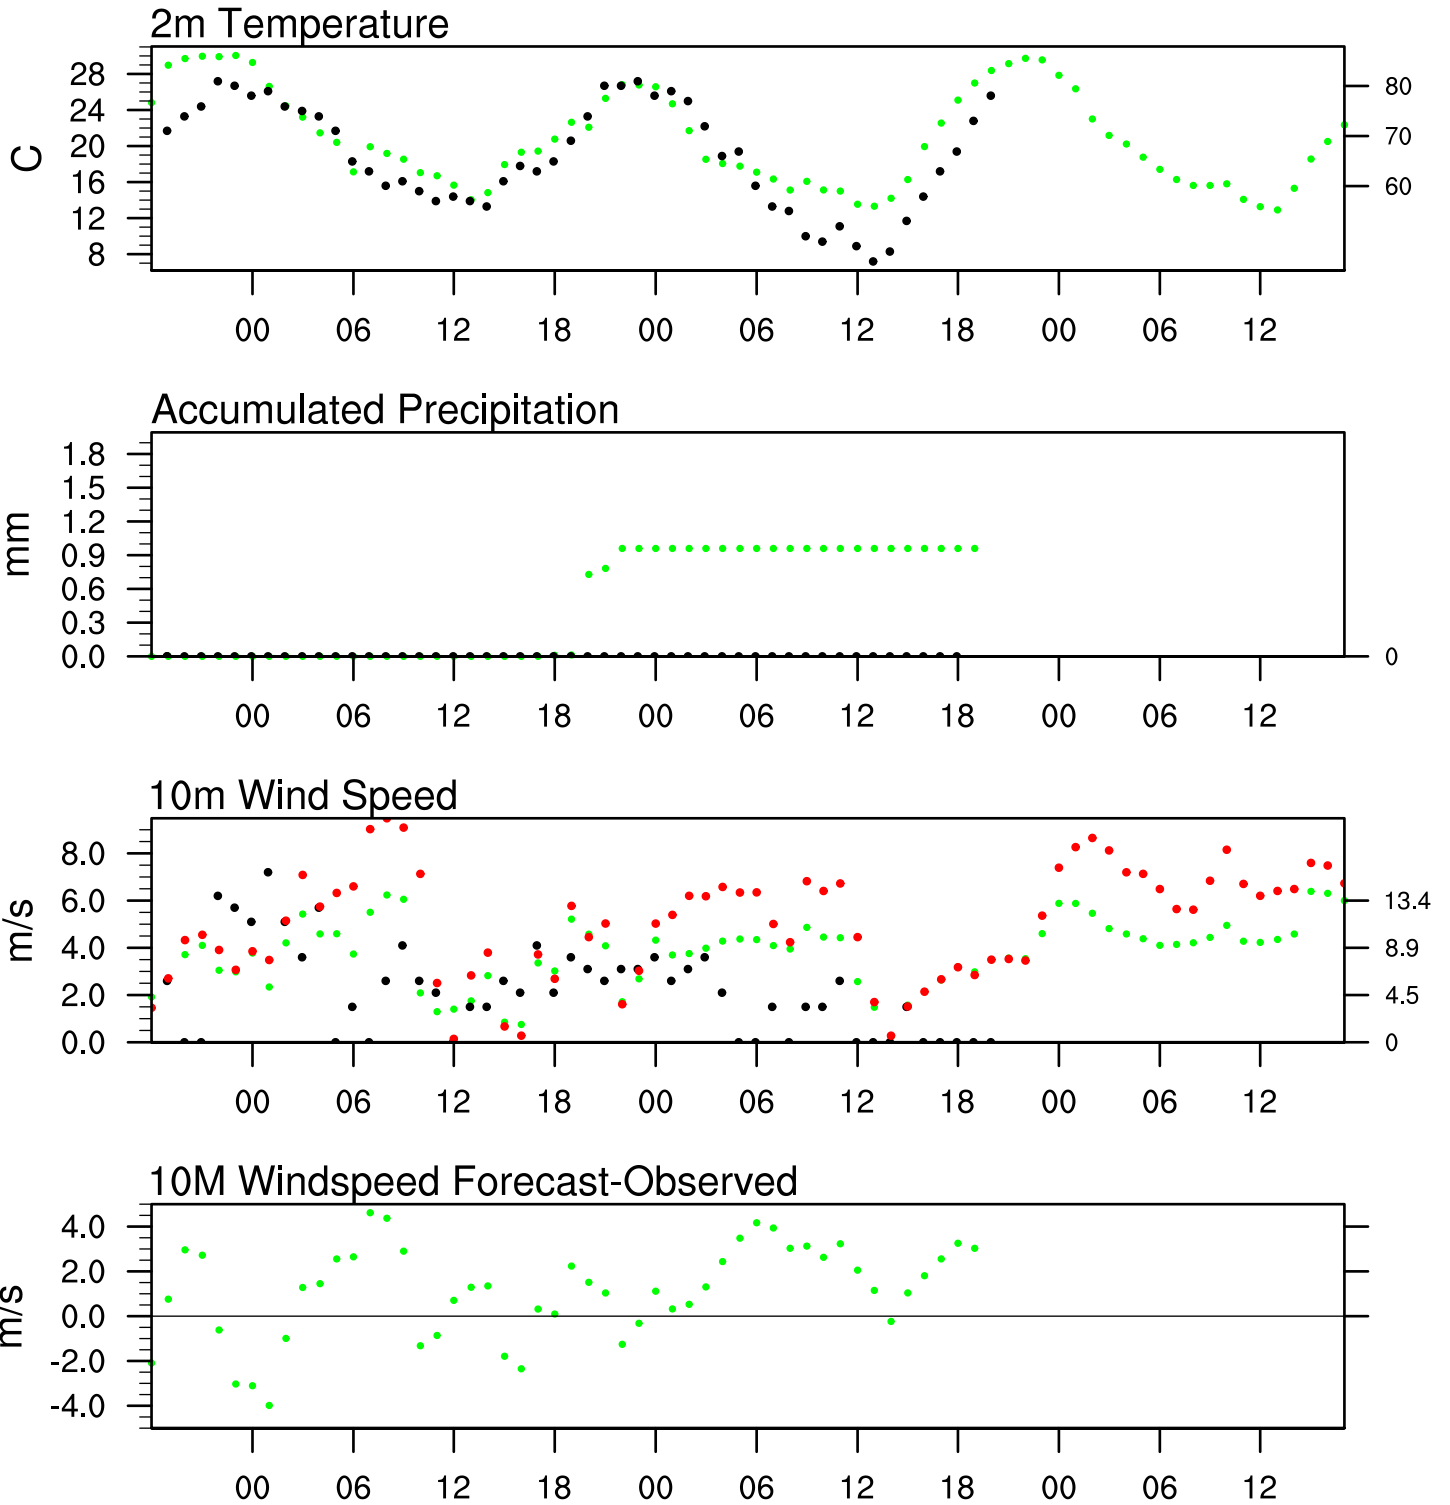 2m Temperature
28
24
20
16
12
8
C
80
70
60
00 06 12 18 00 06 12 18 00 06 12
Accumulated Precipitation
1.8
1.5
1.2
0.9
0.6
0.3
0.0
mm
0
00 06 12 18 00 06 12 18 00 06 12
10m Wind Speed
8.0
6.0
4.0
2.0
0.0
m/s
13.4
8.9
4.5
0
00 06 12 18 00 06 12 18 00 06 12
10M Windspeed Forecast-Observed
4.0
2.0
0.0
-2.0
-4.0
m/s
00 06 12 18 00 06 12 18 00 06 12